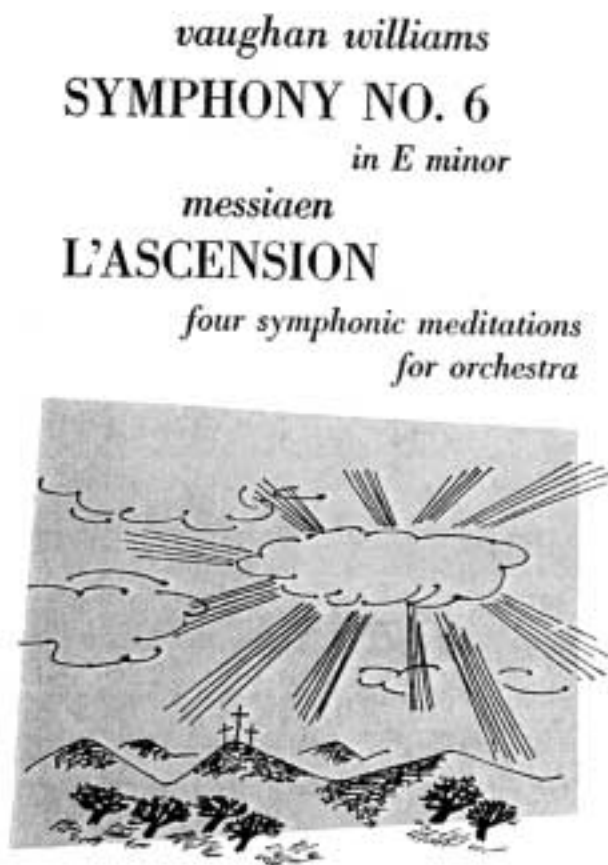 vaughan williams
SYMPHONY NO. 6
in E minor
messiaen
L'ASCENSION
four symphonic meditations
for orchestra